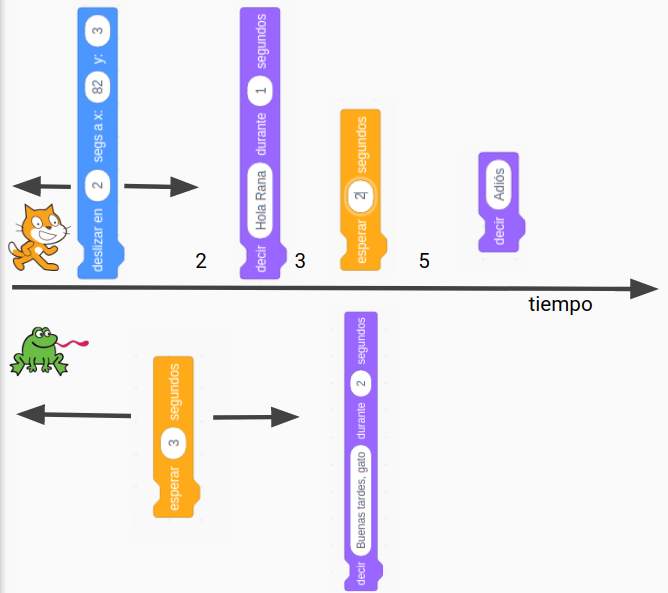 deslizar en 2 segs a x: 82 y: 3
decir Hola Rana durante 1 segundos
esperar 2 segundos
decir Adiós
2
3
5
tiempo
esperar 3 segundos
decir Buenas tardes, gato durante 2 segundos